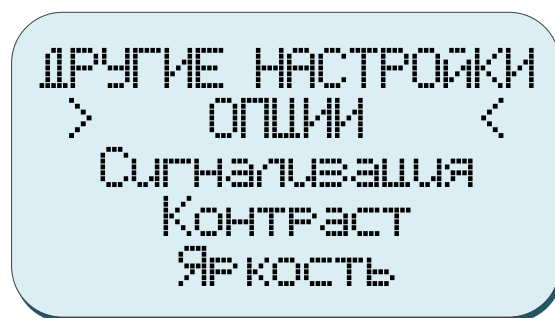 ДРУГИЕ НАСТРОЙКИ
> ОПЦИИ <
Сигнализация
Контраст
Яркость